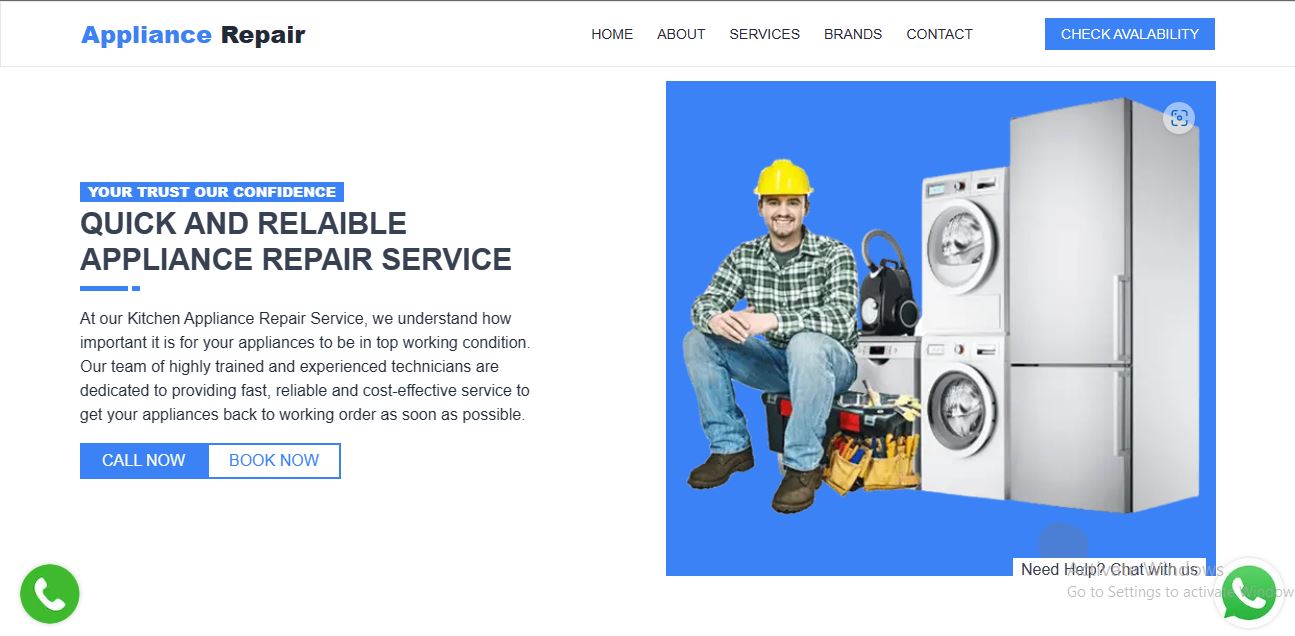 Appliance Repair
HOME ABOUT SERVICES BRANDS CONTACT
CHECK AVALABILITY
YOUR TRUST OUR CONFIDENCE
QUICK AND RELAIBLE
APPLIANCE REPAIR SERVICE
At our Kitchen Appliance Repair Service, we understand how
important it is for your appliances to be in top working condition.
Our team of highly trained and experienced technicians are
dedicated to providing fast, reliable and cost-effective service to
get your appliances back to working order as soon as possible.
CALL NOW BOOK NOW
Need Help? Chat with us
Activate Windows
Go to Settings to activate Window